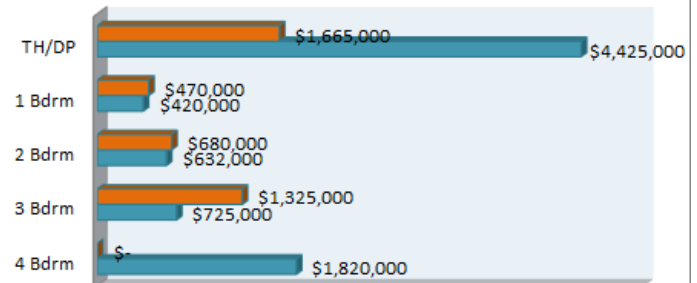 TH/DP
$1,665,000
$4,425,000
1 Bdrm
$470,000
$420,000
2 Bdrm
$680,000
$632,000
3 Bdrm
$1,325,000
$725,000
4 Bdrm
$-
$1,820,000